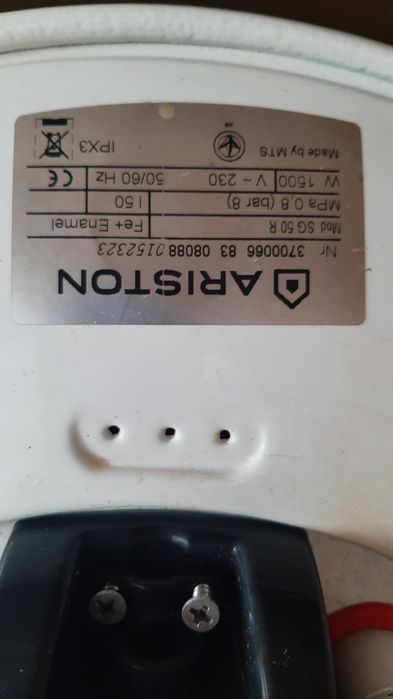 ARISTON
Nr 3700066 83 08088 0152323
Mod SG 50 R Fe+ Enamel
MPa 0,8 (bar 8) l 50
W 1500 V ~ 230 50/60 Hz CE
Made by MTS IPX3